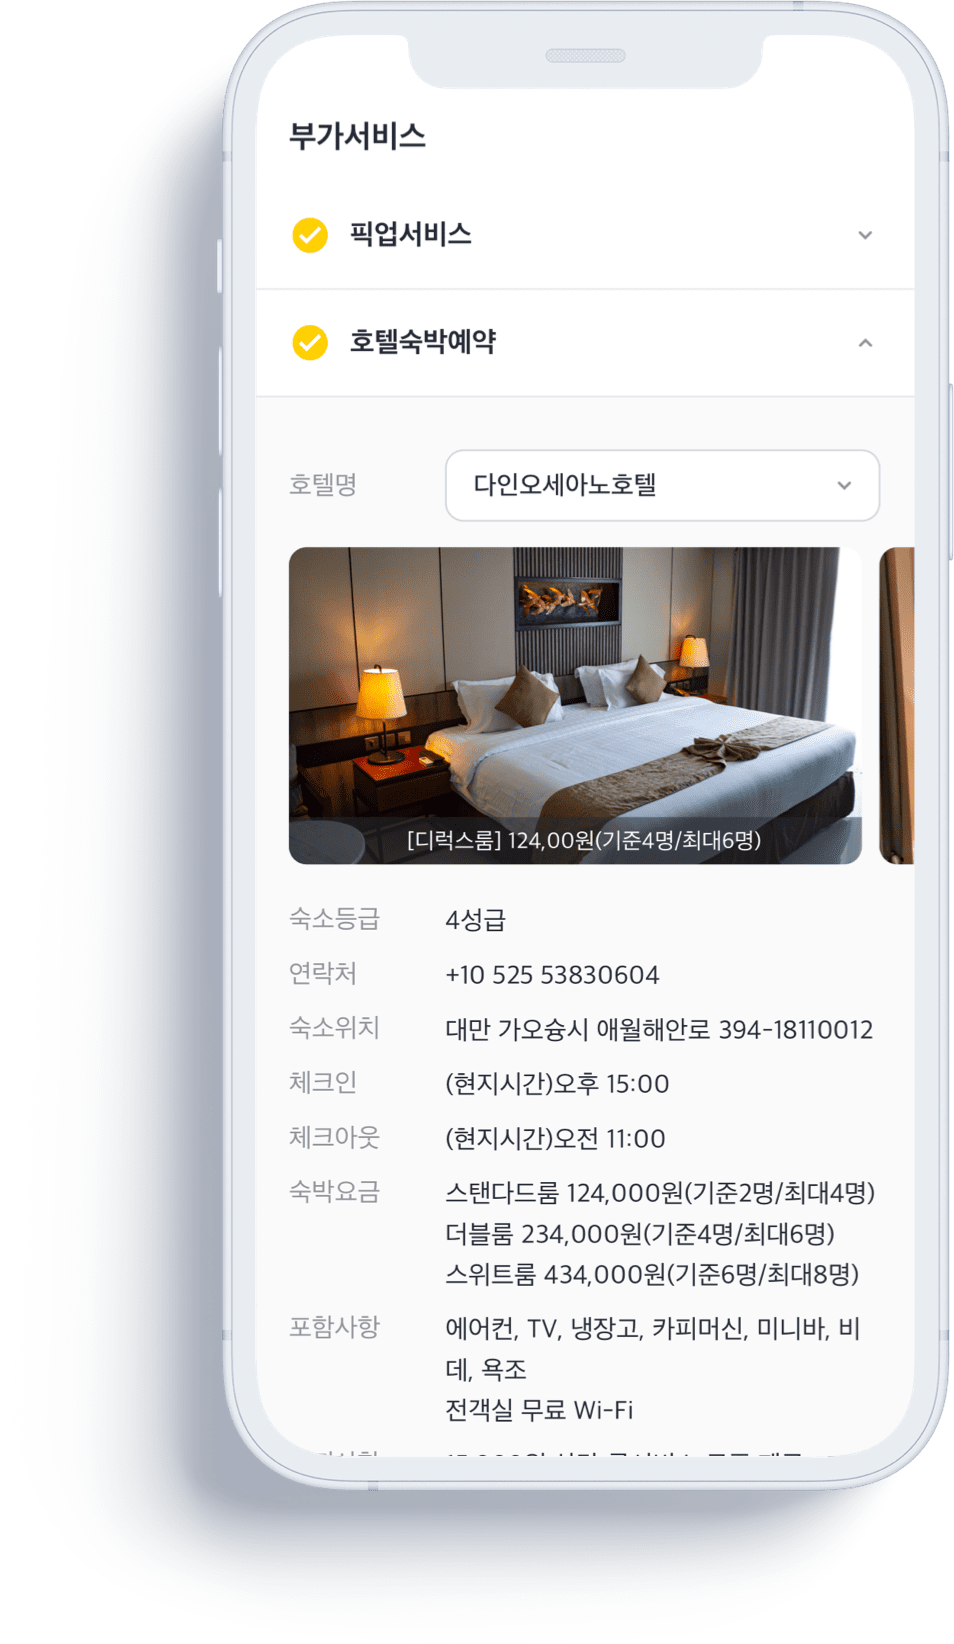 부가서비스
픽업서비스
호텔숙박예약
호텔명 다인오세아노호텔
[디럭스룸] 124,00원(기준4명/최대6명)
숙소등급 4성급
연락처 +10 525 53830604
숙소위치 대만 가오슝시 애월해안로 394-18110012
체크인 (현지시간)오후 15:00
체크아웃 (현지시간)오전 11:00
숙박요금 스탠다드룸 124,000원(기준2명/최대4명)
더블룸 234,000원(기준4명/최대6명)
스위트룸 434,000원(기준6명/최대8명)
포함사항 에어컨, TV, 냉장고, 카피머신, 미니바, 비
데, 욕조
전객실 무료 Wi-Fi